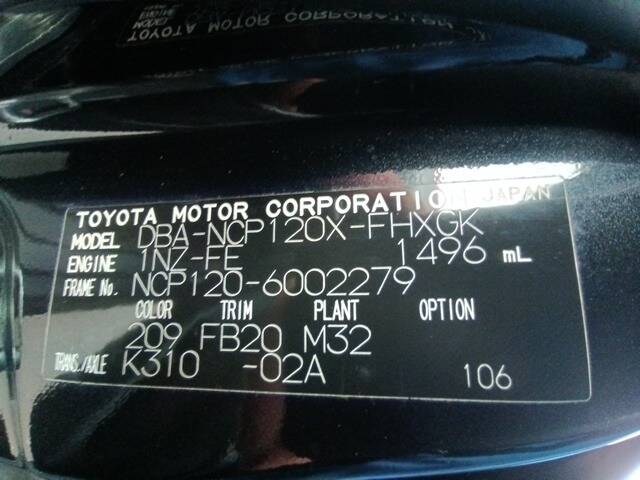 TOYOTA MOTOR CORPORATION JAPAN
MODEL DBA-NCP120X-FHXGK
ENGINE 1NZ-FE 1496 mL
FRAME No. NCP120-6002279
COLOR TRIM PLANT OPTION
209 FB20 M32
TRANS./AXLE K310 -02A 106